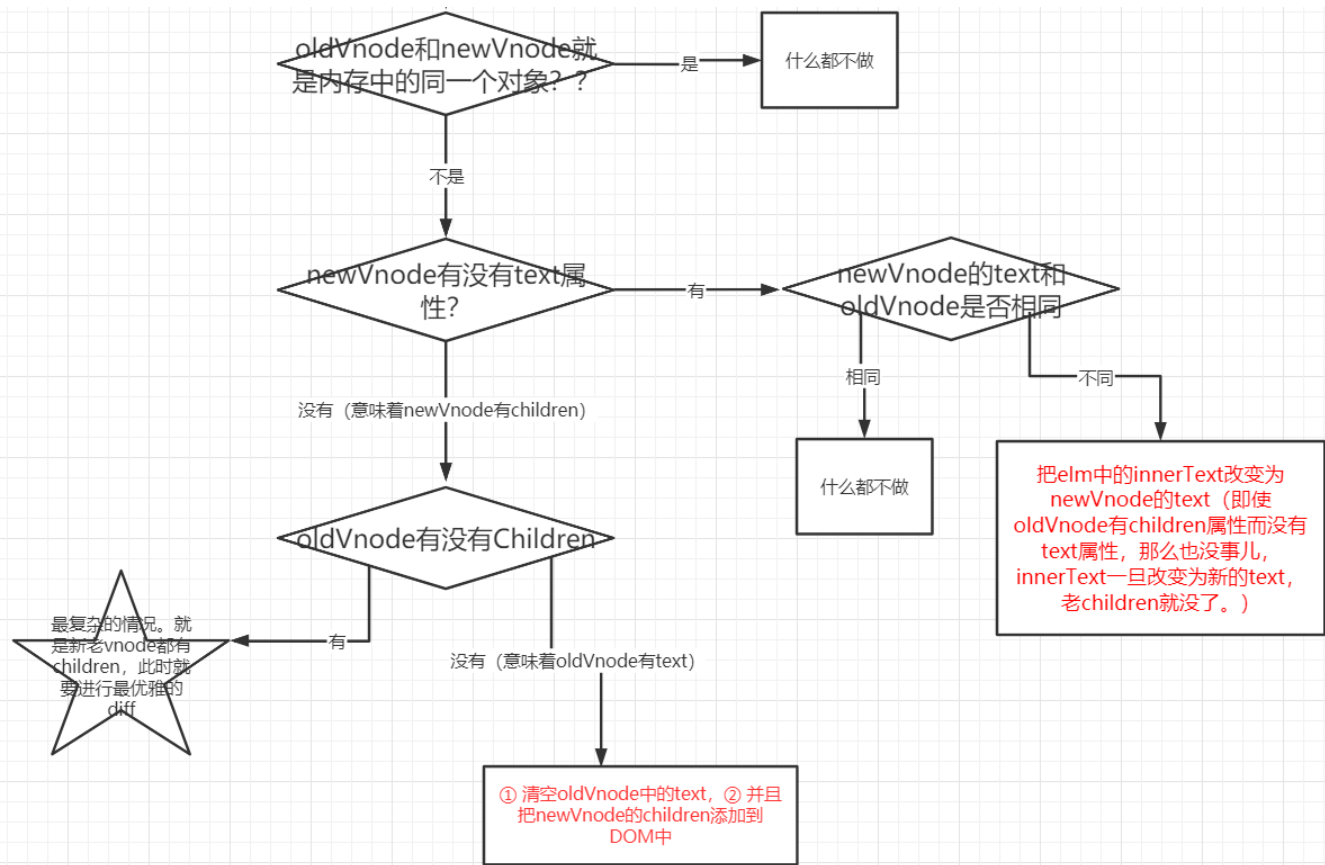 oldVnode和newVnode就
是内存中的同一个对象？？
是
什么都不做
不是
newVnode有没有text属
性？
有
newVnode的text和
oldVnode是否相同
相同
不同
没有（意味着newVnode有children）
什么都不做
把elm中的innerText改变为
newVnode的text（即使
oldVnode有children属性而没有
text属性，那么也没事儿，
innerText一旦改变为新的text，
老children就没了。）
oldVnode有没有Children
有
最复杂的情况。就
是新老vnode都有
children，此时就
要进行最优雅的
diff
没有（意味着oldVnode有text）
① 清空oldVnode中的text，② 并且
把newVnode的children添加到
DOM中